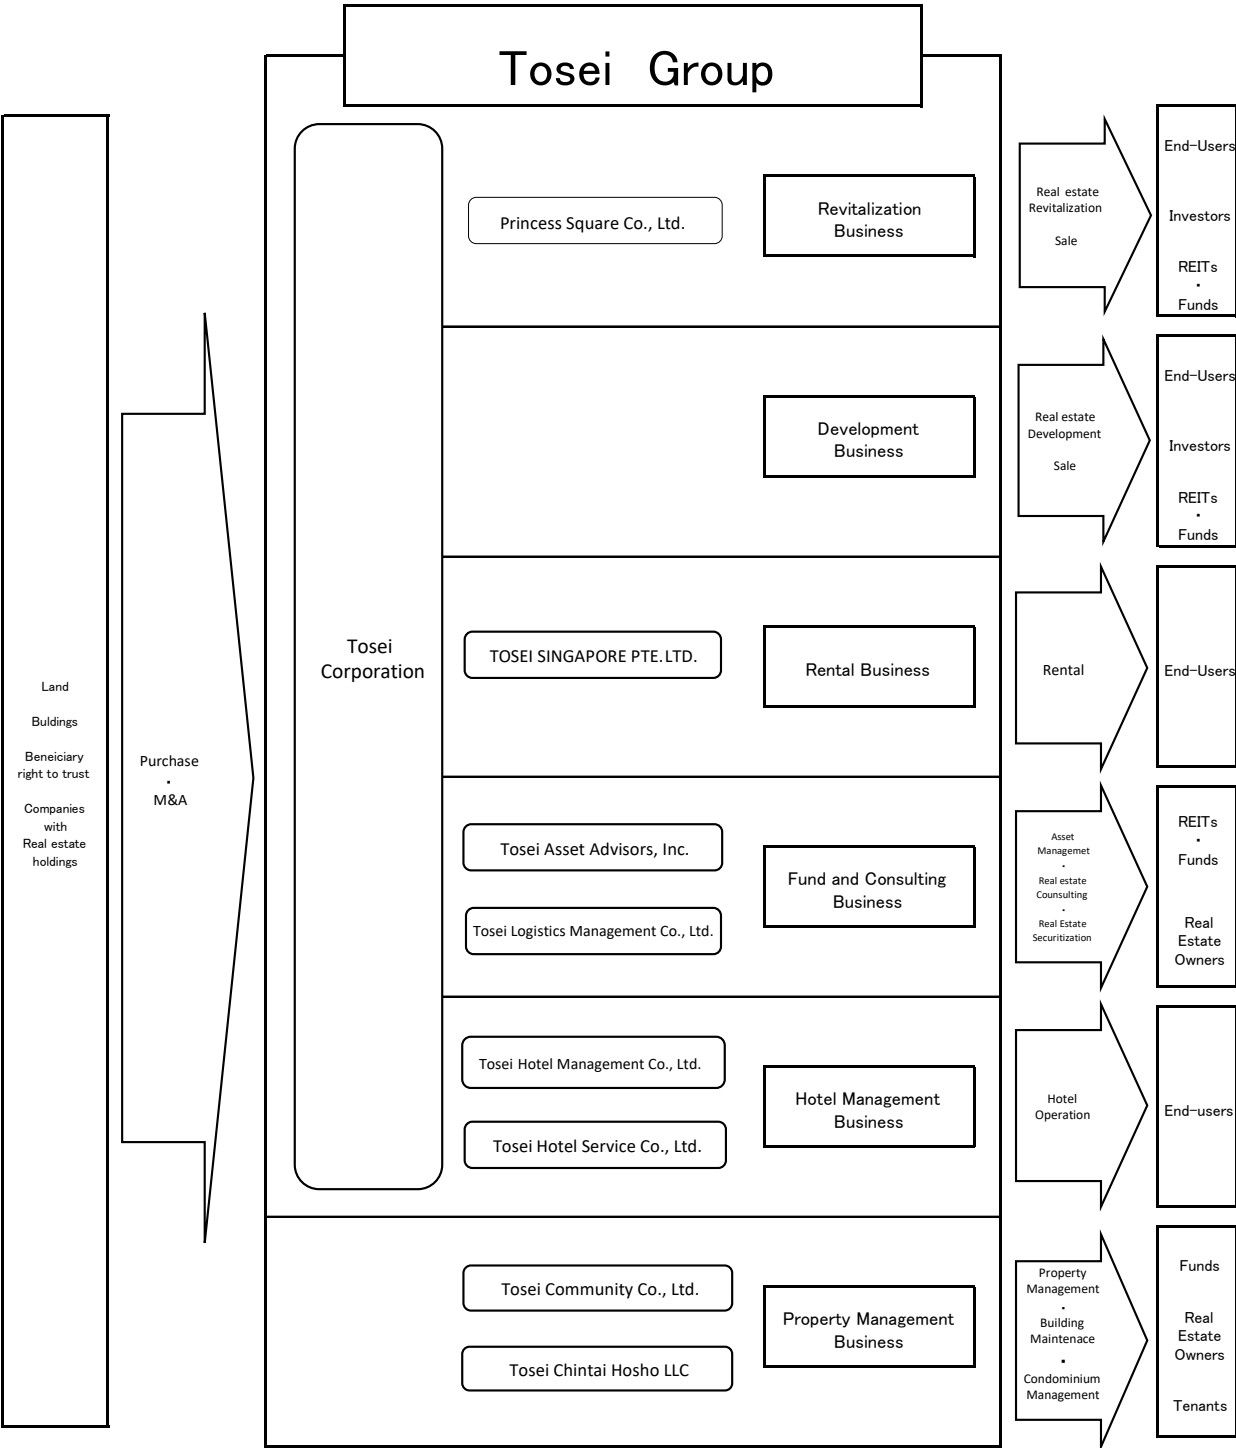 Tosei Group
Land
Buldings
Beneiciary
right to trust
Companies
with
Real estate
holdings
Purchase
・
M&A
Tosei
Corporation
Princess Square Co., Ltd.
Revitalization
Business
Real estate
Revitalization
Sale
End-Users
Investors
REITs
・
Funds
Development
Business
Real estate
Development
Sale
End-Users
Investors
REITs
・
Funds
TOSEI SINGAPORE PTE.LTD.
Rental Business
Rental
End-Users
Tosei Asset Advisors, Inc.
Tosei Logistics Management Co., Ltd.
Fund and Consulting
Business
Asset
Managemet
・
Real estate
Counsulting
・
Real Estate
Securitization
REITs
・
Funds
Real
Estate
Owners
Tosei Hotel Management Co., Ltd.
Tosei Hotel Service Co., Ltd.
Hotel Management
Business
Hotel
Operation
End-users
Tosei Community Co., Ltd.
Tosei Chintai Hosho LLC
Property Management
Business
Property
Management
・
Building
Maintenace
・
Condominium
Management
Funds
Real
Estate
Owners
Tenants